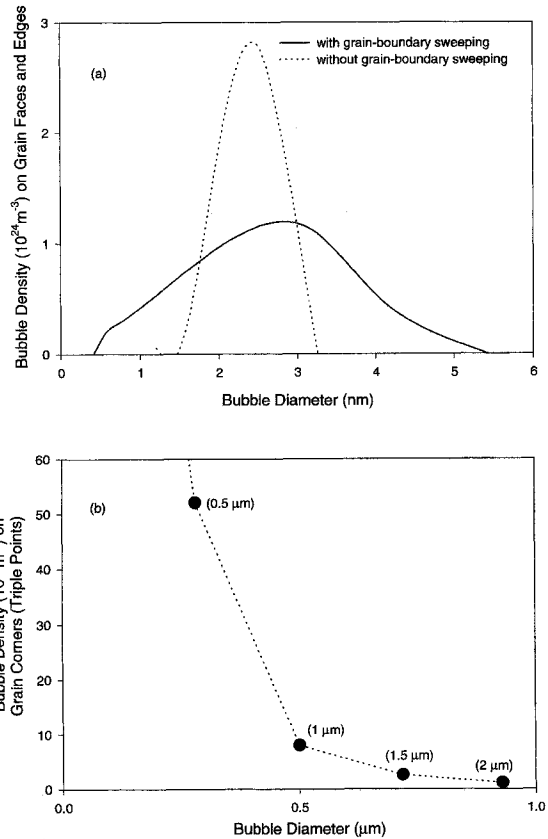 3
2
1
0
Bubble Density (10²⁴m⁻³) on Grain Faces and Edges
(a)
with grain-boundary sweeping
without grain-boundary sweeping
0 1 2 3 4 5 6
Bubble Diameter (nm)
60
50
40
30
20
10
0
Grain Corners (Triple Points)
(b)
(0.5 μm)
(1 μm)
(1.5 μm)
(2 μm)
0.0 0.5 1.0
Bubble Diameter (μm)